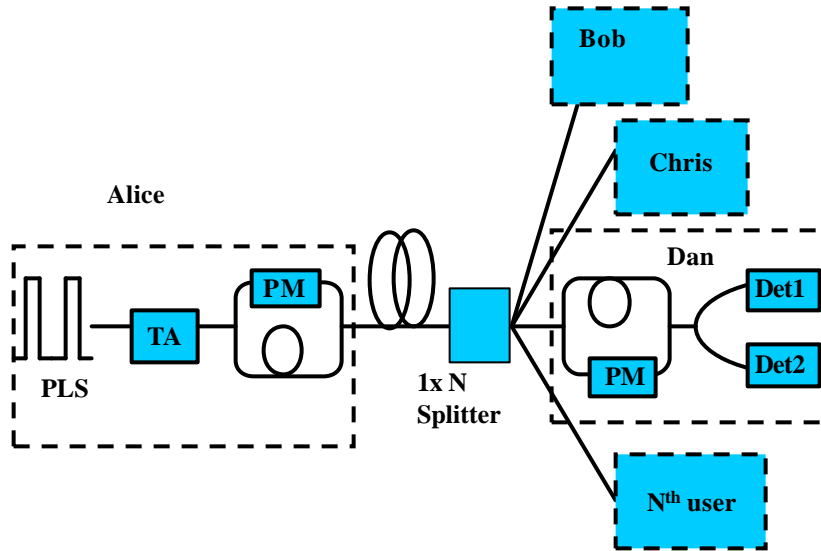 Bob
Chris
Alice
Dan
PM
Det1
TA
PLS
1x N
Splitter
PM
Det2
Nth user